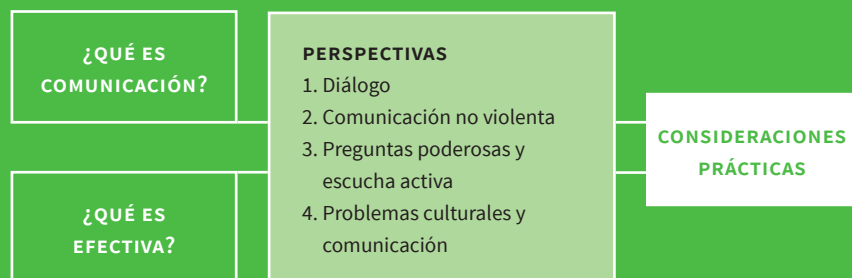 ¿QUÉ ES
COMUNICACIÓN?
¿QUÉ ES
EFECTIVA?
PERSPECTIVAS
1. Diálogo
2. Comunicación no violenta
3. Preguntas poderosas y
escucha activa
4. Problemas culturales y
comunicación
CONSIDERACIONES
PRÁCTICAS